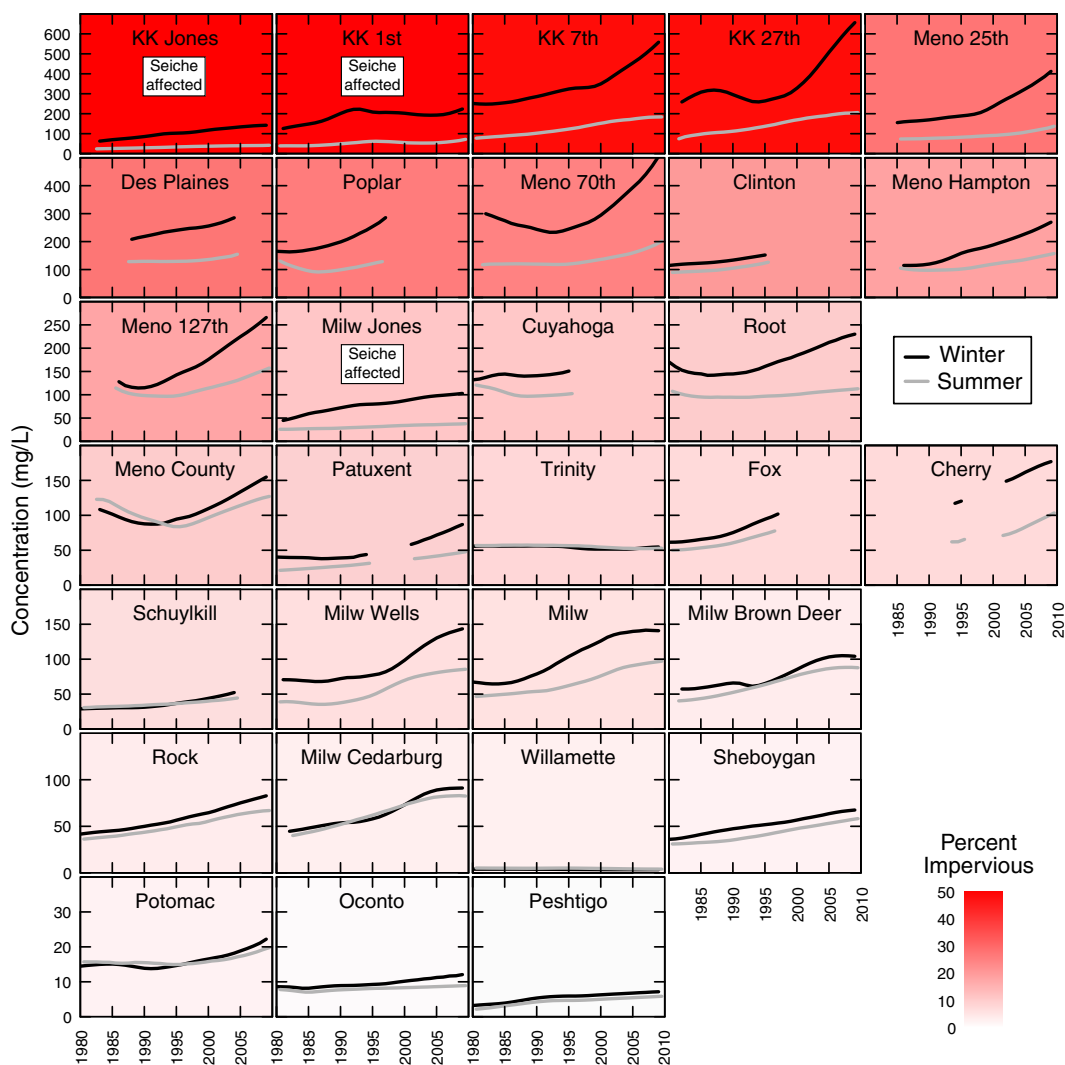 KK Jones
KK 1st
KK 7th
KK 27th
Meno 25th
Seiche
affected
Seiche
affected
600
500
400
300
200
100
0
Des Plaines
Poplar
Meno 70th
Clinton
Meno Hampton
400
300
200
100
0
Meno 127th
Milw Jones
Cuyahoga
Root
Seiche
affected
250
200
150
100
50
0
Winter
Summer
Concentration (mg/L)
Meno County
Patuxent
Trinity
Fox
Cherry
150
100
50
0
1985
1990
1995
2000
2005
2010
Schuylkill
Milw Wells
Milw
Milw Brown Deer
150
100
50
0
Rock
Milw Cedarburg
Willamette
Sheboygan
100
50
0
1985
1990
1995
2000
2005
2010
Potomac
Oconto
Peshtigo
30
20
10
0
1980
1985
1990
1995
2000
2005
1980
1985
1990
1995
2000
2005
1980
1985
1990
1995
2000
2005
2010
Percent
Impervious
50
40
30
20
10
0